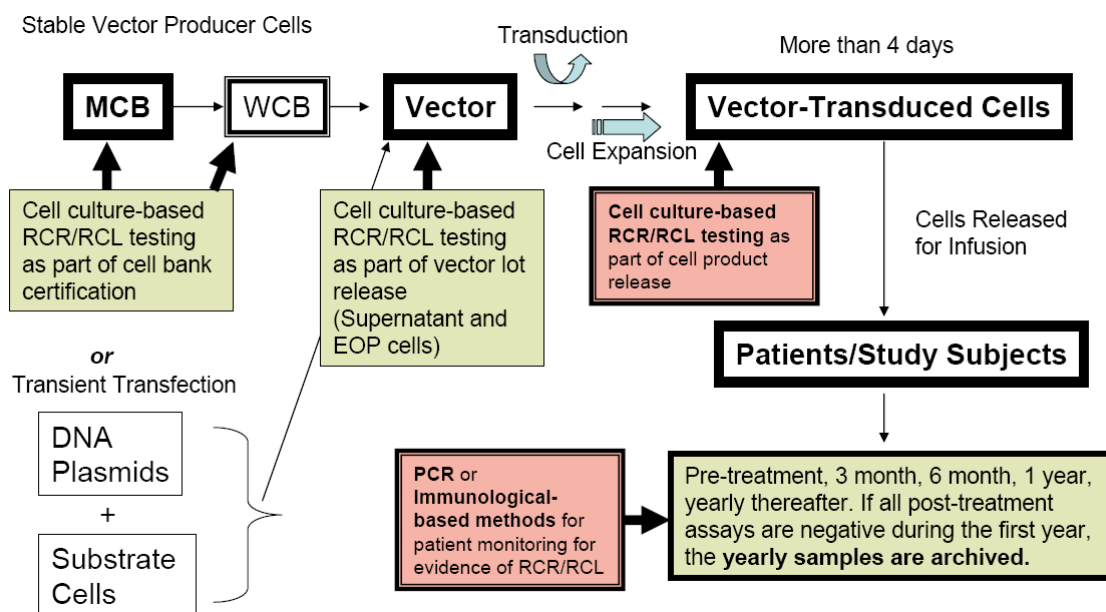 Stable Vector Producer Cells
Transduction
More than 4 days
MCB
WCB
Vector
Vector-Transduced Cells
Cell Expansion
Cell culture-based
RCR/RCL testing
as part of cell bank
certification
Cell culture-based
RCR/RCL testing
as part of vector lot
release
(Supernatant and
EOP cells)
Cell culture-based
RCR/RCL testing as
part of cell product
release
Cells Released
for Infusion
Patients/Study Subjects
or
Transient Transfection
DNA
Plasmids
+
Substrate
Cells
PCR or
Immunological-
based methods for
patient monitoring for
evidence of RCR/RCL
Pre-treatment, 3 month, 6 month, 1 year,
yearly thereafter. If all post-treatment
assays are negative during the first year,
the yearly samples are archived.